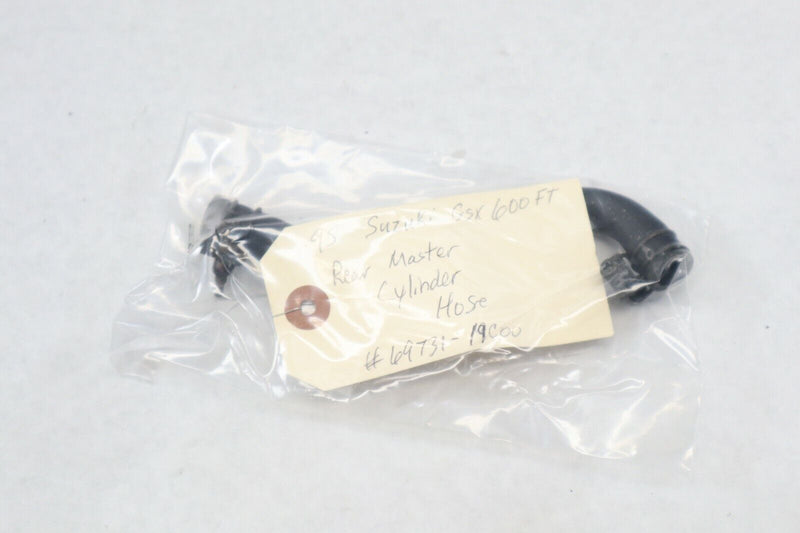 95 Suzuki Gsx 600 FT
Rear Master
Cylinder
Hose
# 69731-19C00